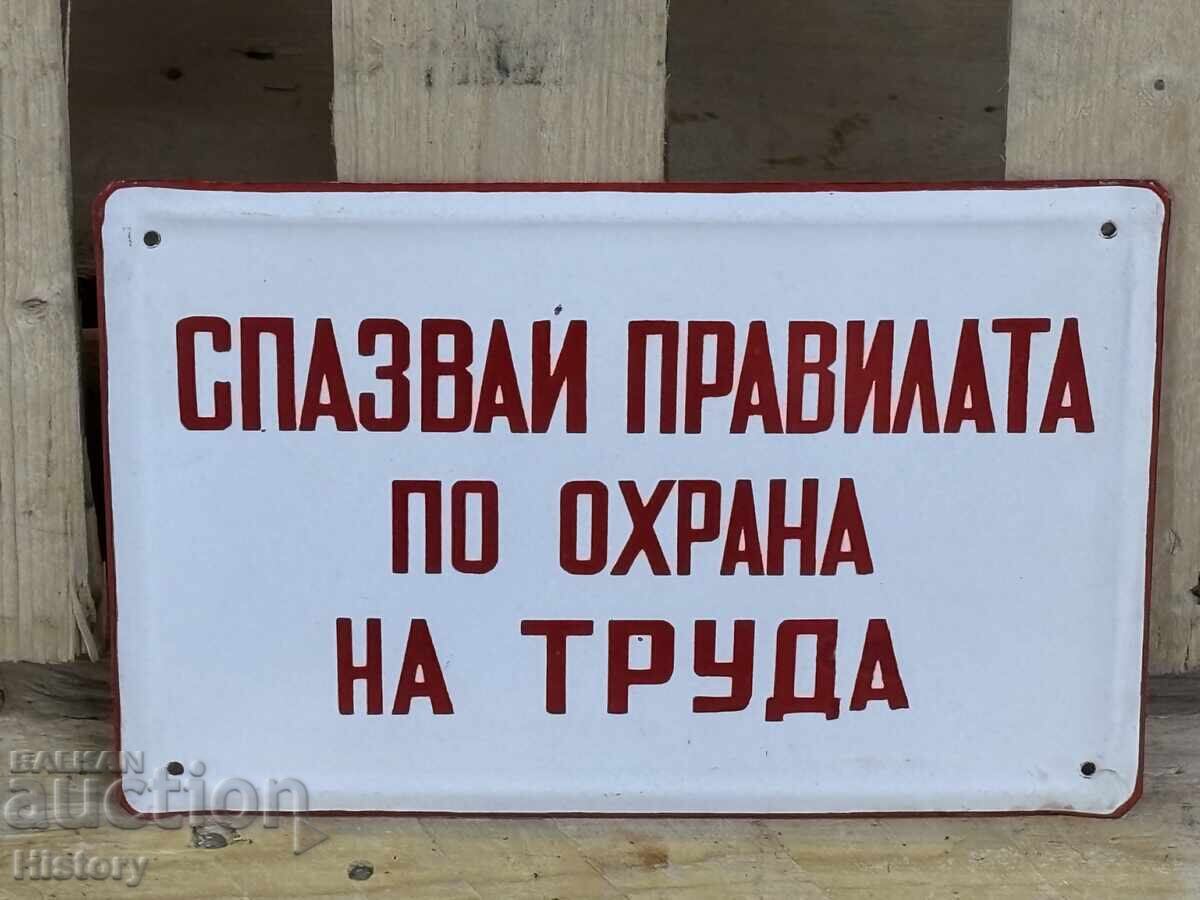 СПАЗВАЙ ПРАВИЛАТА
ПО ОХРАНА
НА ТРУДА
BALKAN
auction
History